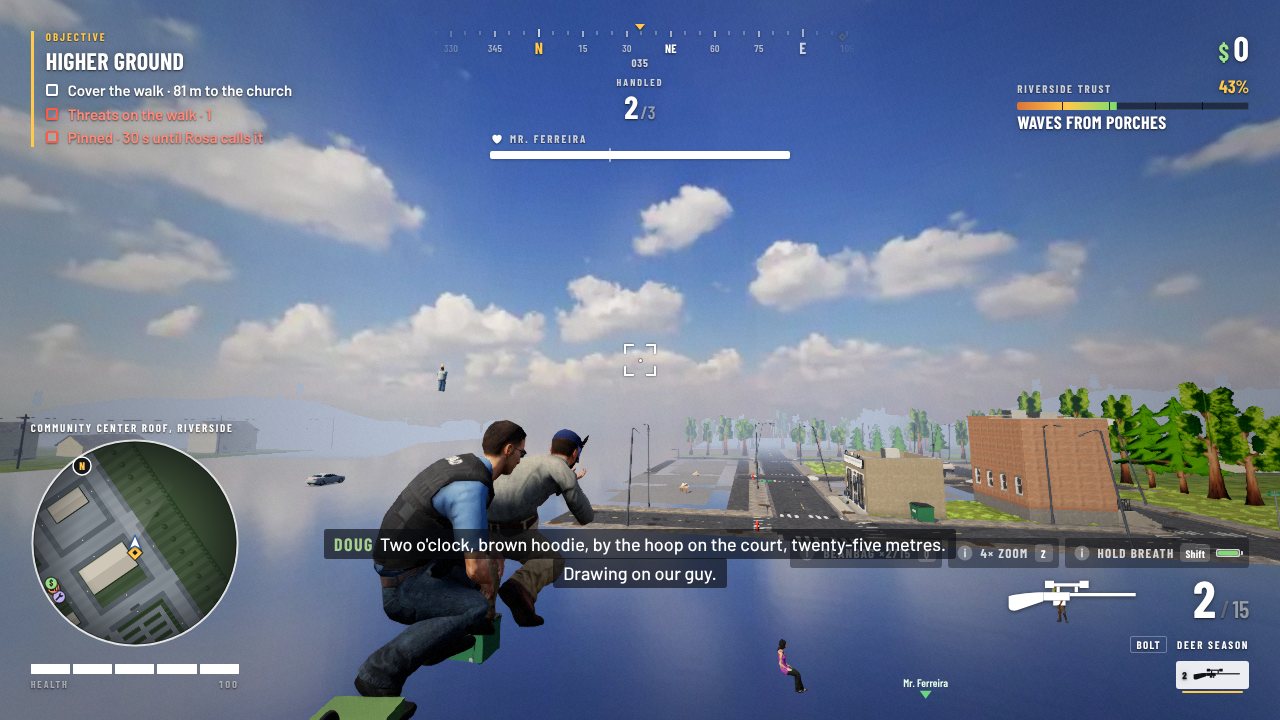 OBJECTIVE
HIGHER GROUND
Cover the walk · 81 m to the church
Threats on the walk · 1
Pinned · 30 s until Rosa calls it
330 345 N 15 30 NE 60 75 E 105
035
HANDLED
2/3
MR. FERREIRA
$0
RIVERSIDE TRUST 43%
WAVES FROM PORCHES
COMMUNITY CENTER ROOF, RIVERSIDE
N
$
HEALTH 100
DOUG Two o'clock, brown hoodie, by the hoop on the court, twenty-five metres.
Drawing on our guy.
4× ZOOM 2
HOLD BREATH Shift
2/15
BOLT DEER SEASON
2
Mr. Ferreira